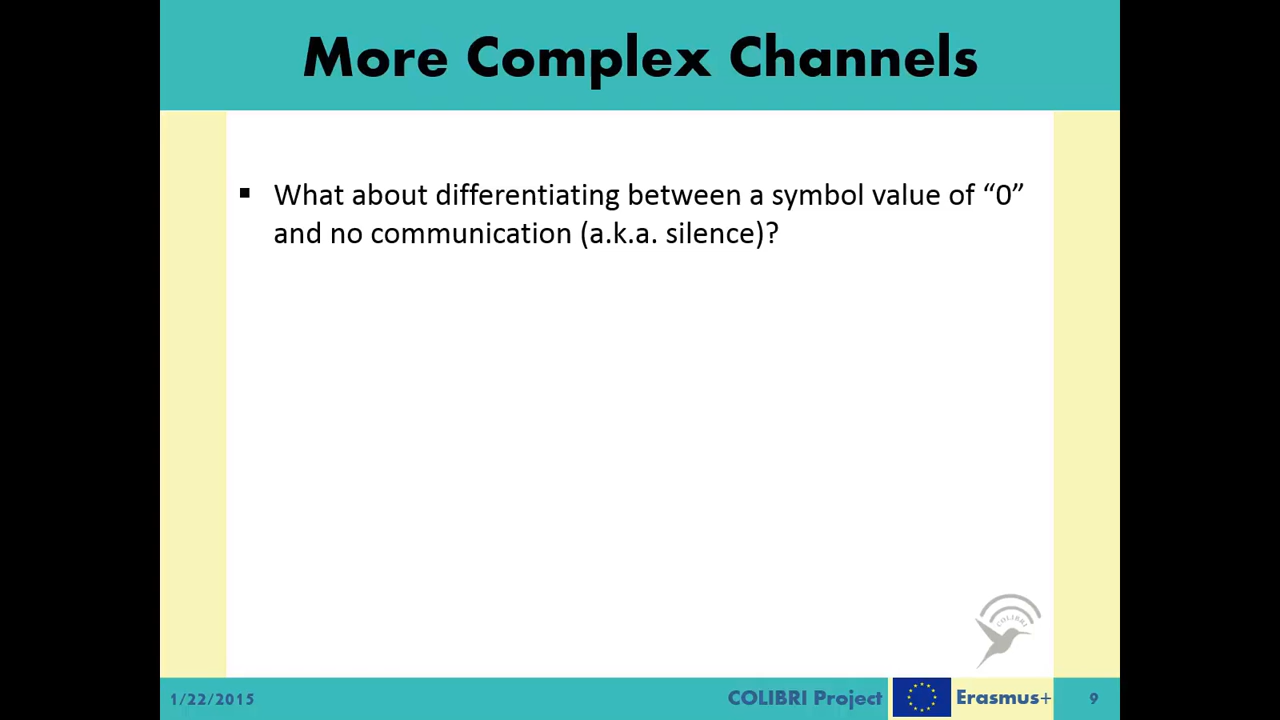 More Complex Channels
▪ What about differentiating between a symbol value of “0”
and no communication (a.k.a. silence)?
COLIBRI
1/22/2015
COLIBRI Project
Erasmus+
9